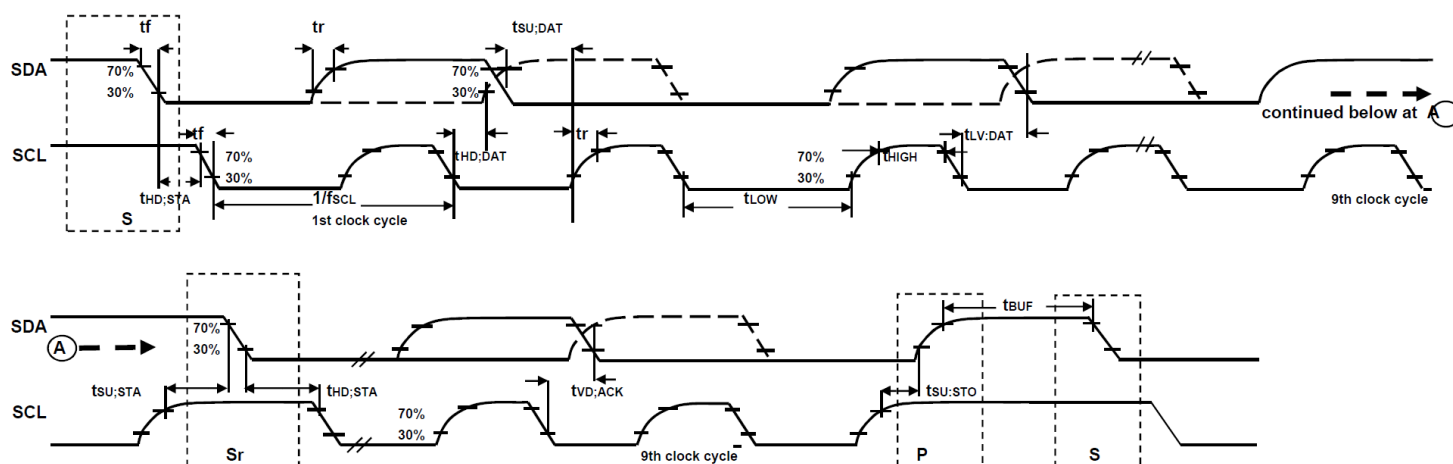 tf
tr
tSU;DAT
SDA
70%
30%
70%
30%
continued below at A
tf
tr
tLV:DAT
SCL
70%
30%
tHD;DAT
70%
30%
tHIGH
tHD;STA
1/fSCL
tLOW
S
1st clock cycle
9th clock cycle
tBUF
SDA
70%
30%
A
tSU;STA
tHD;STA
tVD;ACK
tSU:STO
SCL
70%
30%
Sr
9th clock cycle
P
S